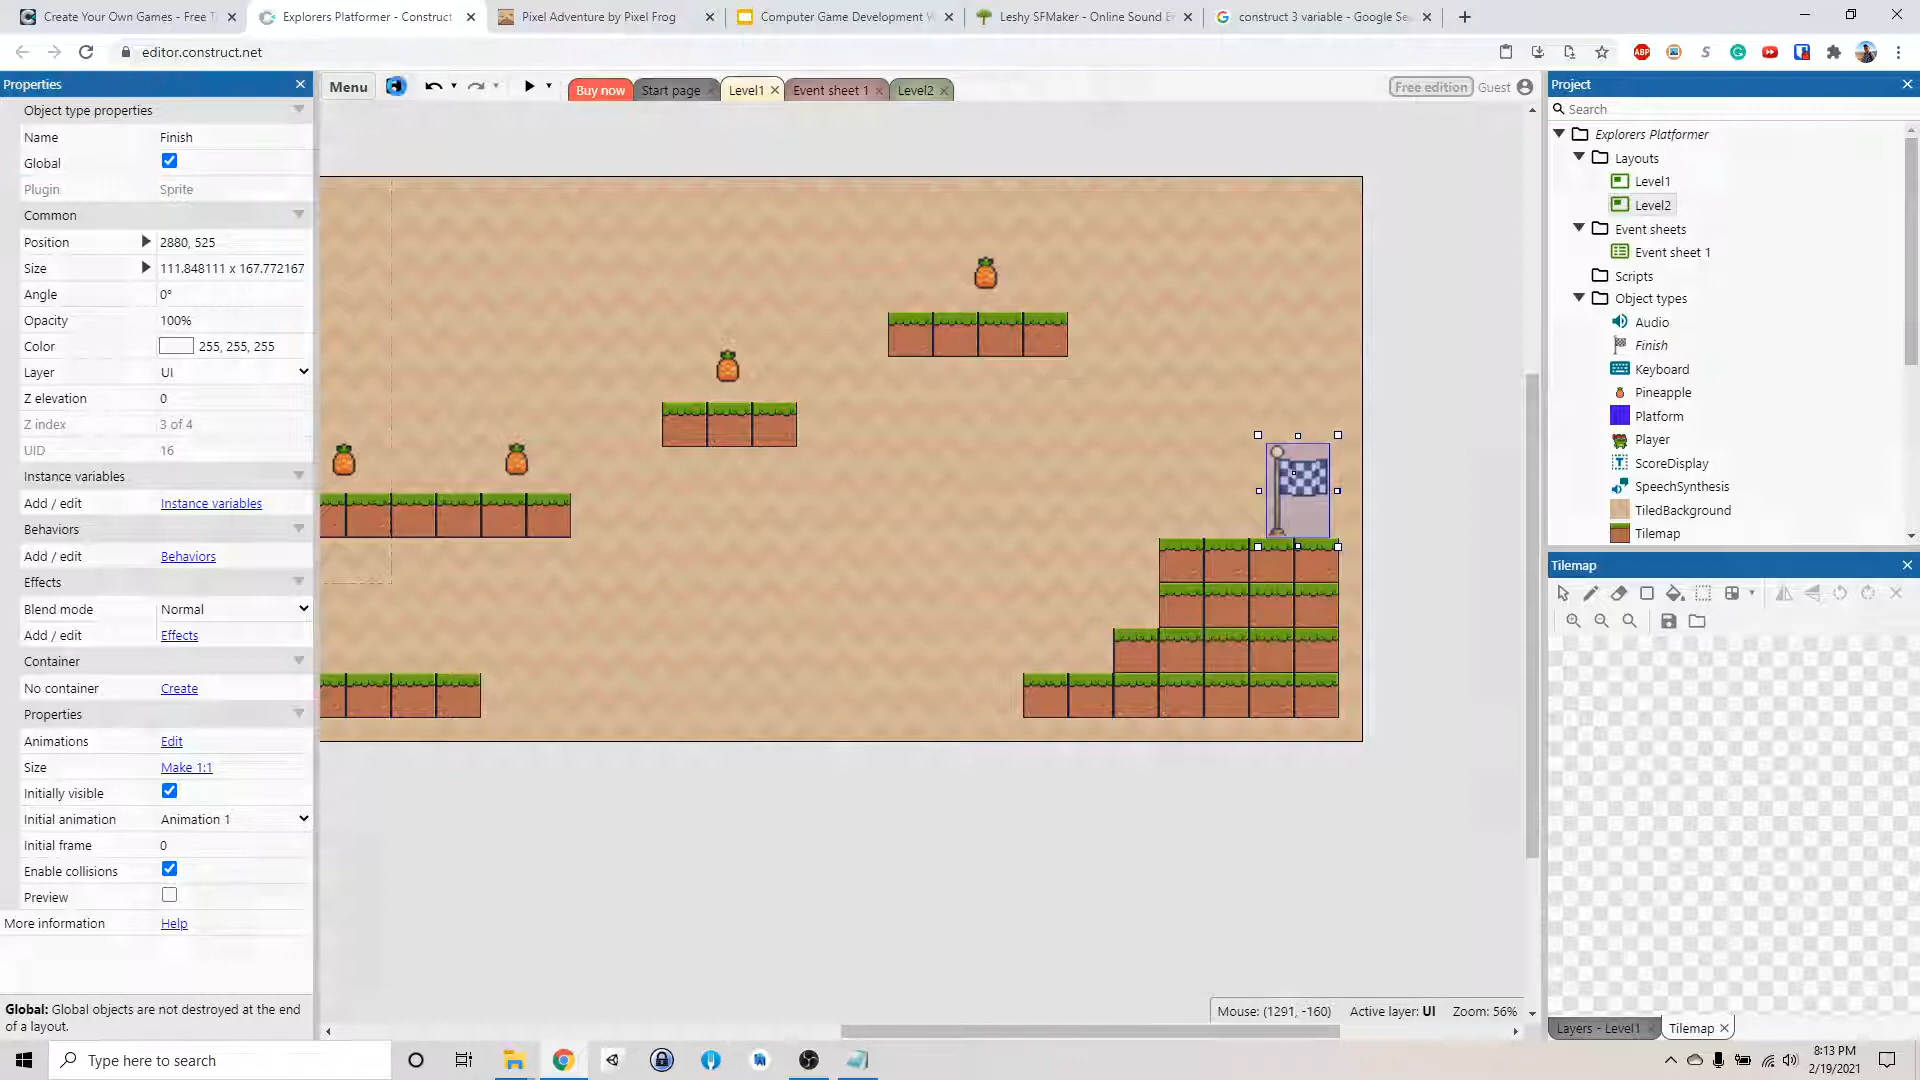 Create Your Own Games - Free T
Explorers Platformer - Construct
Pixel Adventure by Pixel Frog
Computer Game Development W
Leshy SFMaker - Online Sound E
construct 3 variable - Google Se
editor.construct.net
Properties
Menu
Buy now
Start page
Level1
Event sheet 1
Level2
Free edition
Guest
Project
Object type properties
Search
Name Finish
Global
Plugin Sprite
Common
Position 2880, 525
Size 111.848111 x 167.772167
Angle 0°
Opacity 100%
Color 255, 255, 255
Layer UI
Z elevation 0
Z index 3 of 4
UID 16
Instance variables
Add / edit Instance variables
Behaviors
Add / edit Behaviors
Effects
Blend mode Normal
Add / edit Effects
Container
No container Create
Properties
Animations Edit
Size Make 1:1
Initially visible
Initial animation Animation 1
Initial frame 0
Enable collisions
Preview
More information Help
Global: Global objects are not destroyed at the end
of a layout.
Explorers Platformer
Layouts
Level1
Level2
Event sheets
Event sheet 1
Scripts
Object types
Audio
Finish
Keyboard
Pineapple
Platform
Player
ScoreDisplay
SpeechSynthesis
TiledBackground
Tilemap
Tilemap
Mouse: (1291, -160) Active layer: UI Zoom: 56%
Layers - Level1
Tilemap
Type here to search
8:13 PM
2/19/2021